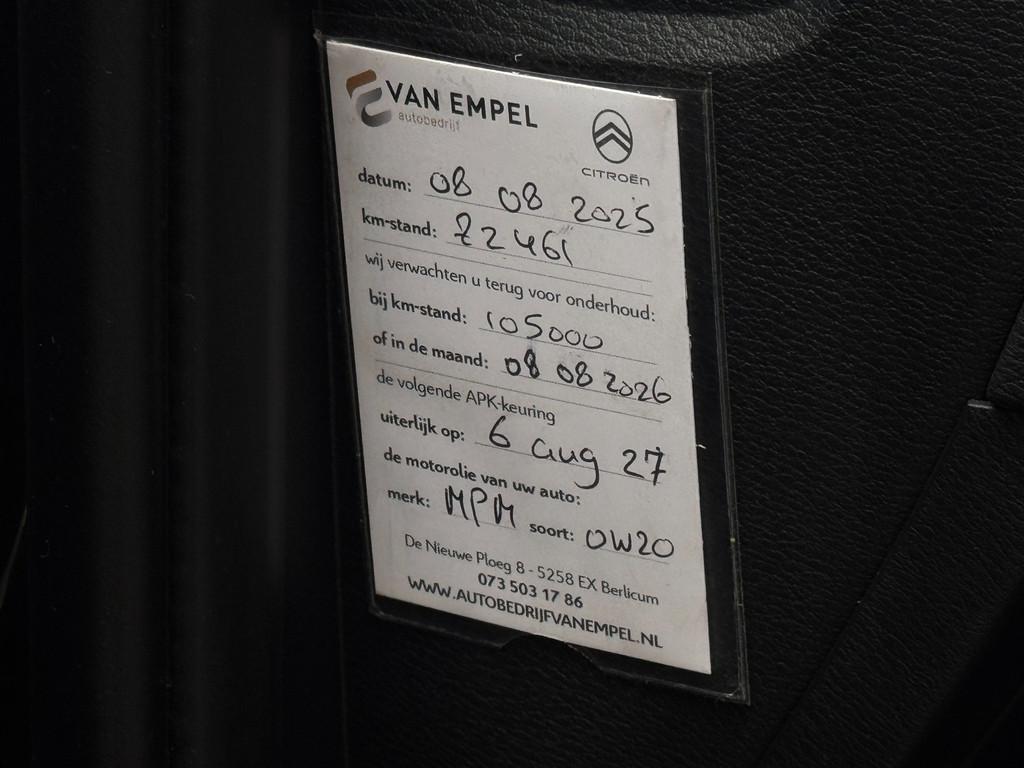 VAN EMPEL
autobedrijf
CITROËN
datum: 08 08 2025
km-stand: 72461
wij verwachten u terug voor onderhoud:
bij km-stand: 105000
of in de maand: 08 08 2026
de volgende APK-keuring
uiterlijk op: 6 aug 27
de motorolie van uw auto:
merk: MPM soort: 0W20
De Nieuwe Ploeg 8 - 5258 EX Berlicum
073 503 17 86
WWW.AUTOBEDRIJFVANEMPEL.NL